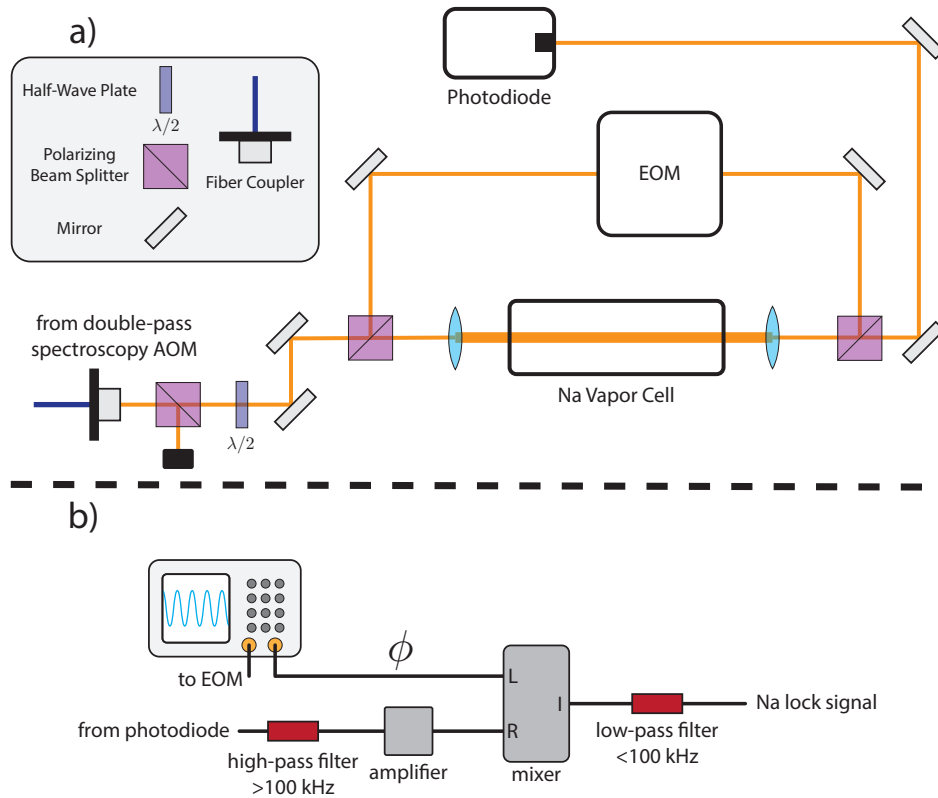 a)
Half-Wave Plate
λ/2
Polarizing
Beam Splitter
Fiber Coupler
Mirror
Photodiode
EOM
Na Vapor Cell
from double-pass
spectroscopy AOM
λ/2
b)
to EOM
ϕ
L
I
R
from photodiode
high-pass filter
>100 kHz
amplifier
mixer
low-pass filter
<100 kHz
Na lock signal